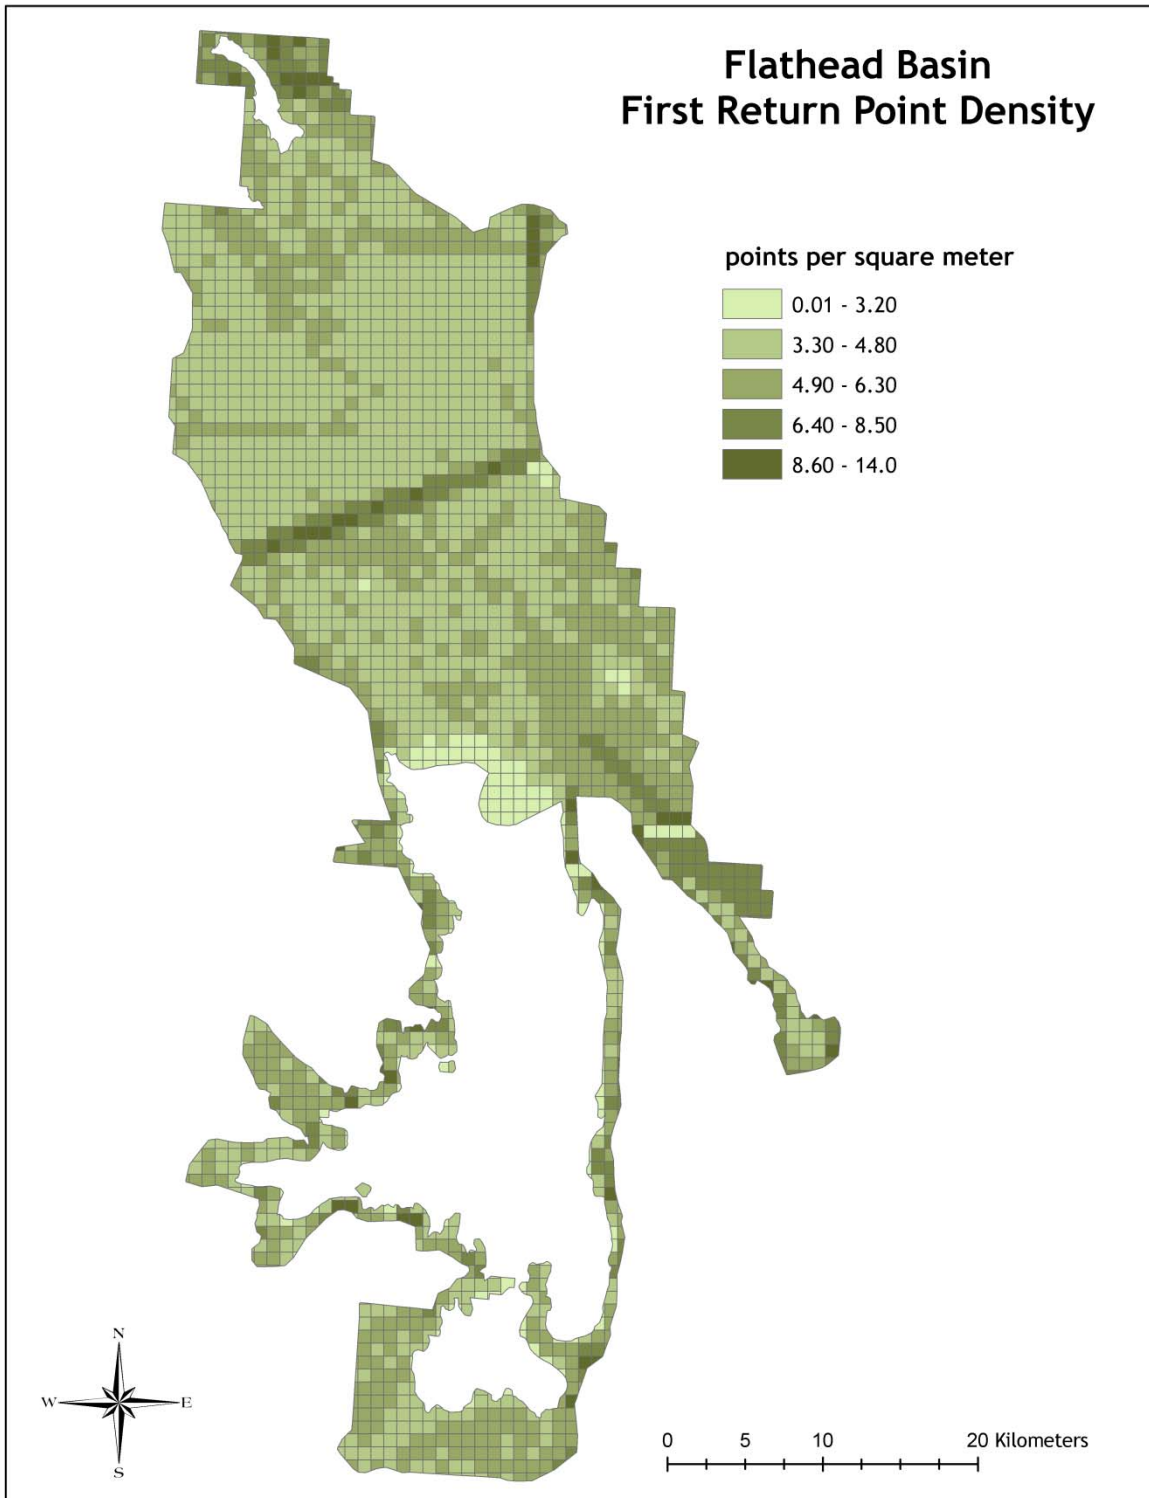 Flathead Basin
First Return Point Density
points per square meter
0.01 - 3.20
3.30 - 4.80
4.90 - 6.30
6.40 - 8.50
8.60 - 14.0
N
W E
S
0 5 10 20 Kilometers